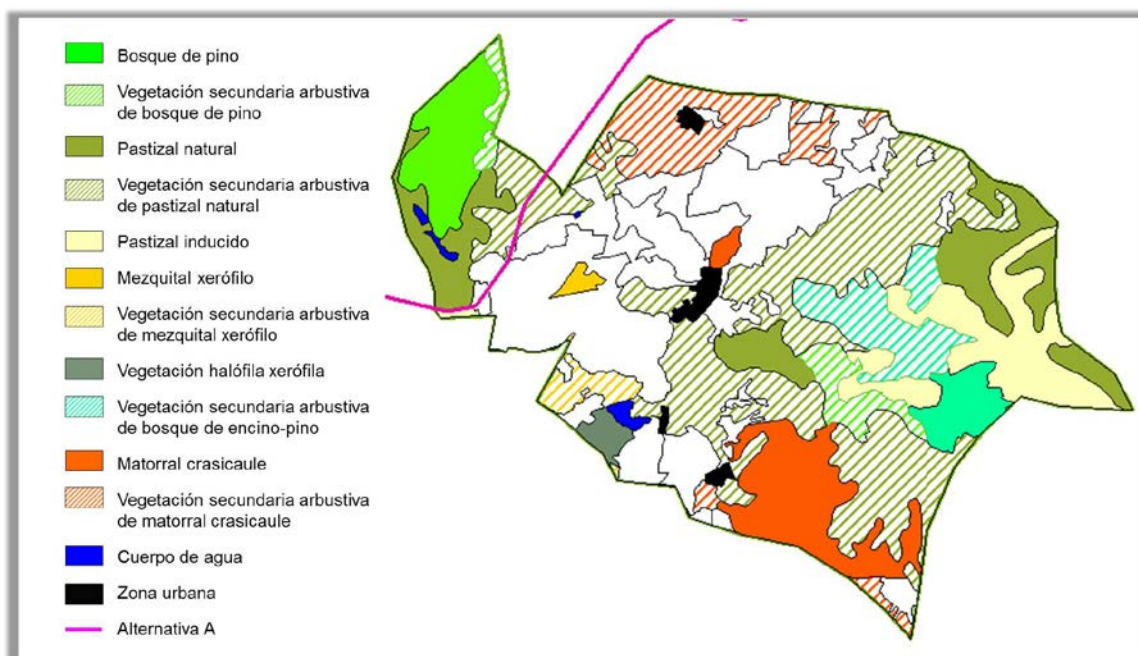 Bosque de pino
Vegetación secundaria arbustiva
de bosque de pino
Pastizal natural
Vegetación secundaria arbustiva
de pastizal natural
Pastizal inducido
Mezquital xerófilo
Vegetación secundaria arbustiva
de mezquital xerófilo
Vegetación halófila xerófila
Vegetación secundaria arbustiva
de bosque de encino-pino
Matorral crasicaule
Vegetación secundaria arbustiva
de matorral crasicaule
Cuerpo de agua
Zona urbana
Alternativa A